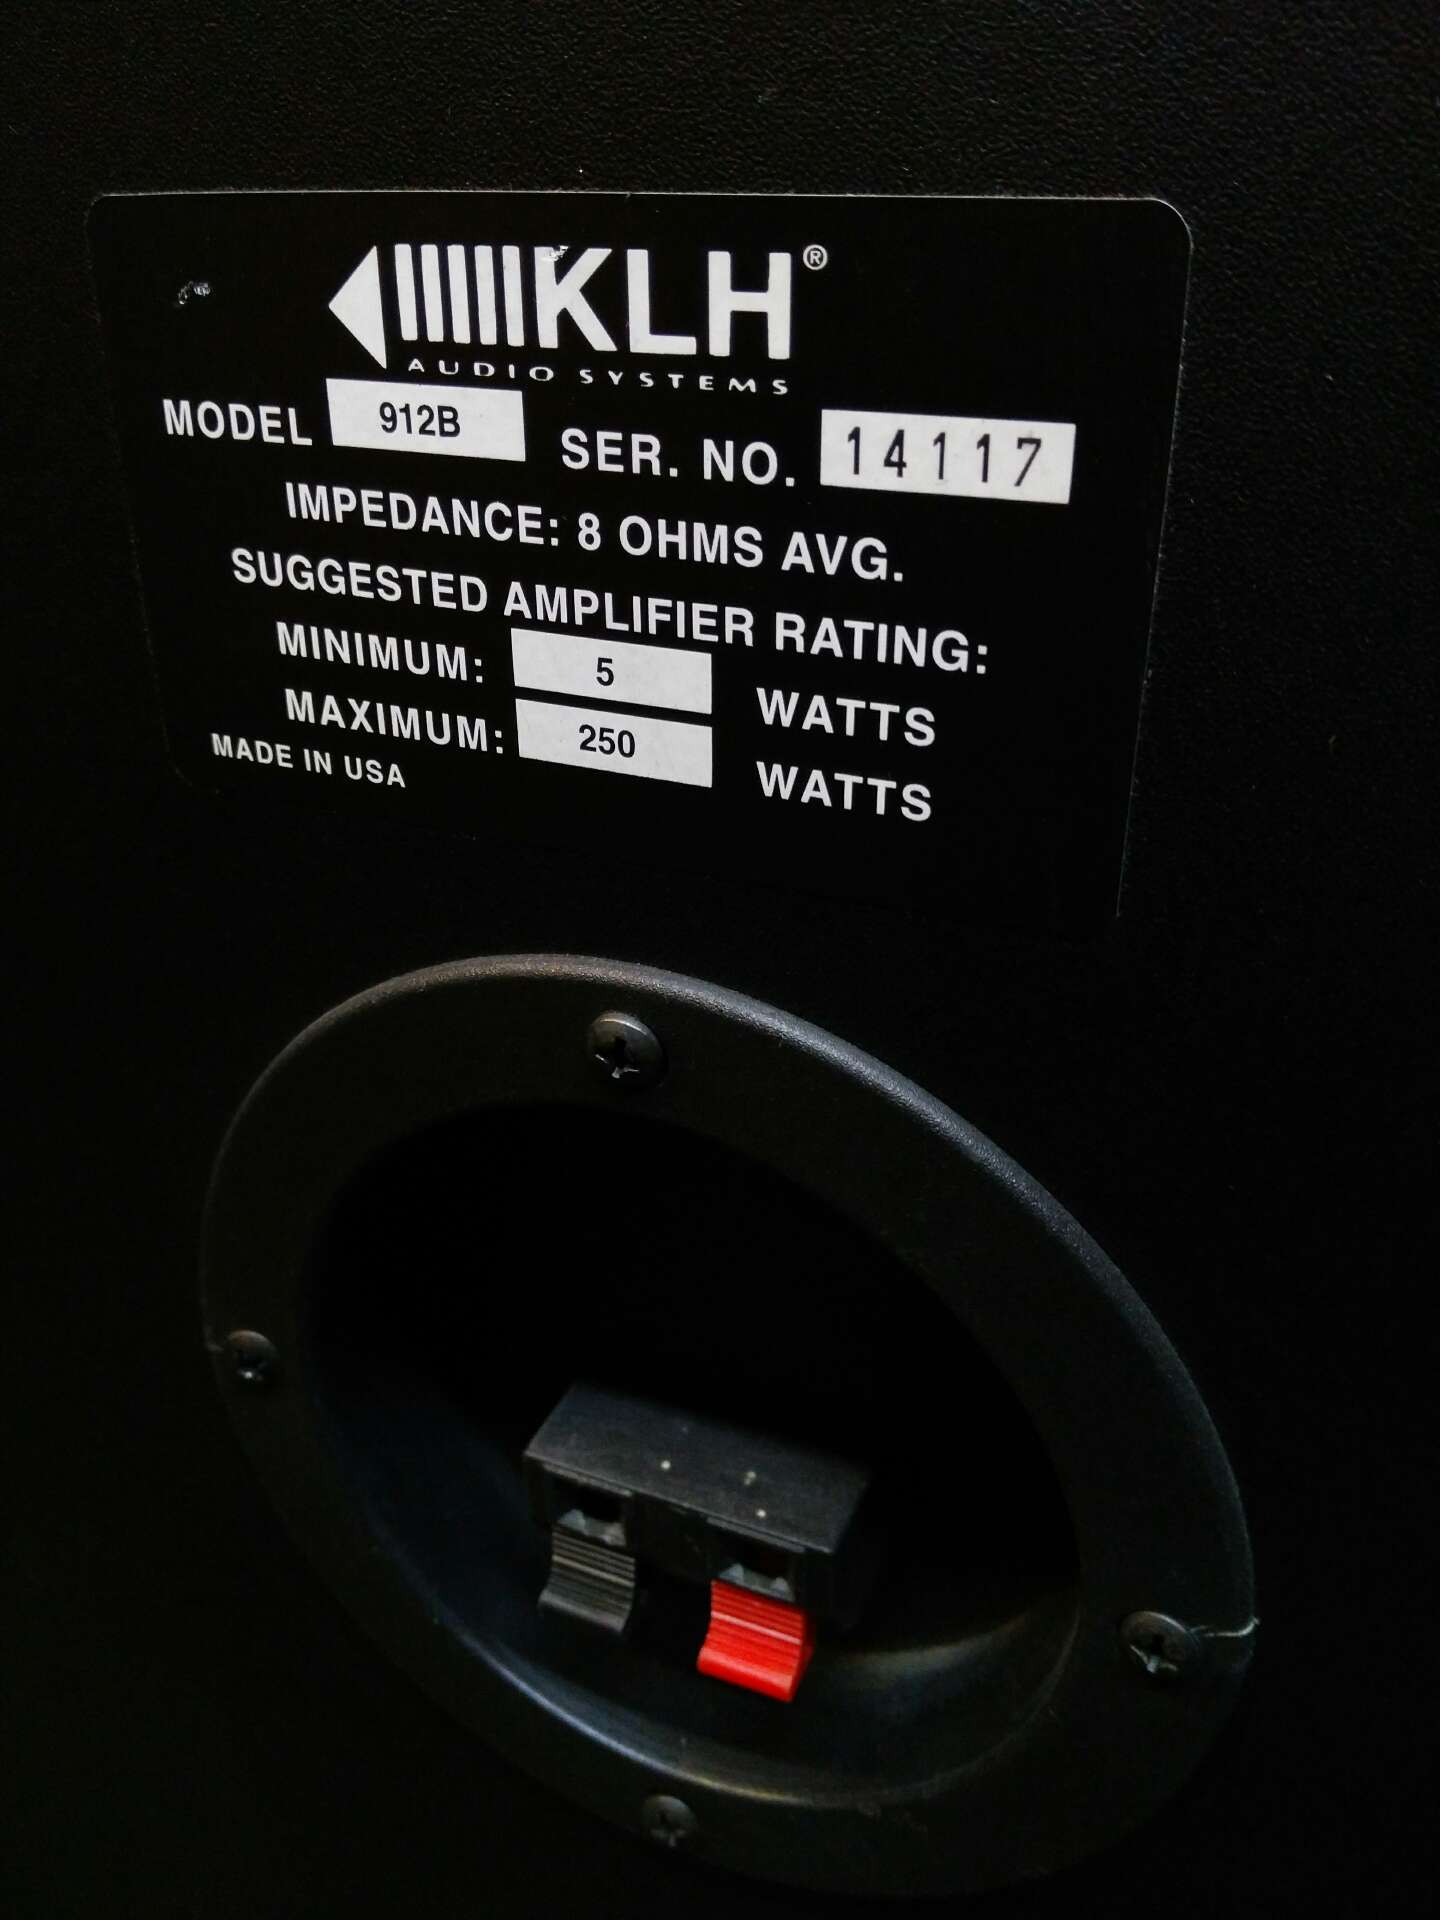 KLH®
AUDIO SYSTEMS
MODEL 912B SER. NO. 14117
IMPEDANCE: 8 OHMS AVG.
SUGGESTED AMPLIFIER RATING:
MINIMUM: 5 WATTS
MAXIMUM: 250 WATTS
MADE IN USA